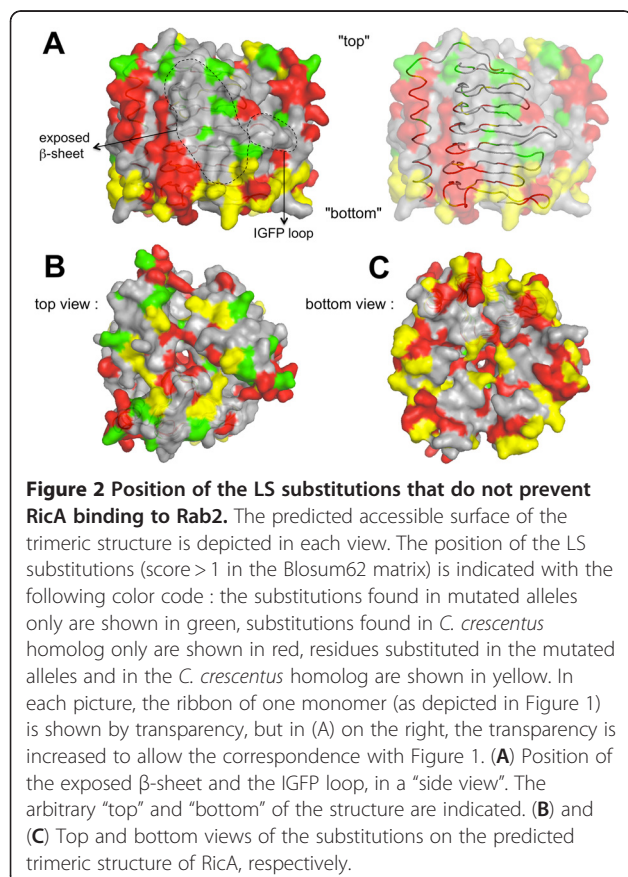 A
"top"
exposed
β-sheet
IGFP loop
"bottom"
B
top view :
C
bottom view :
Figure 2 Position of the LS substitutions that do not prevent
RicA binding to Rab2. The predicted accessible surface of the
trimeric structure is depicted in each view. The position of the LS
substitutions (score > 1 in the Blosum62 matrix) is indicated with the
following color code : the substitutions found in mutated alleles
only are shown in green, substitutions found in C. crescentus
homolog only are shown in red, residues substituted in the mutated
alleles and in the C. crescentus homolog are shown in yellow. In
each picture, the ribbon of one monomer (as depicted in Figure 1)
is shown by transparency, but in (A) on the right, the transparency is
increased to allow the correspondence with Figure 1. (A) Position of
the exposed β-sheet and the IGFP loop, in a “side view”. The
arbitrary “top” and “bottom” of the structure are indicated. (B) and
(C) Top and bottom views of the substitutions on the predicted
trimeric structure of RicA, respectively.